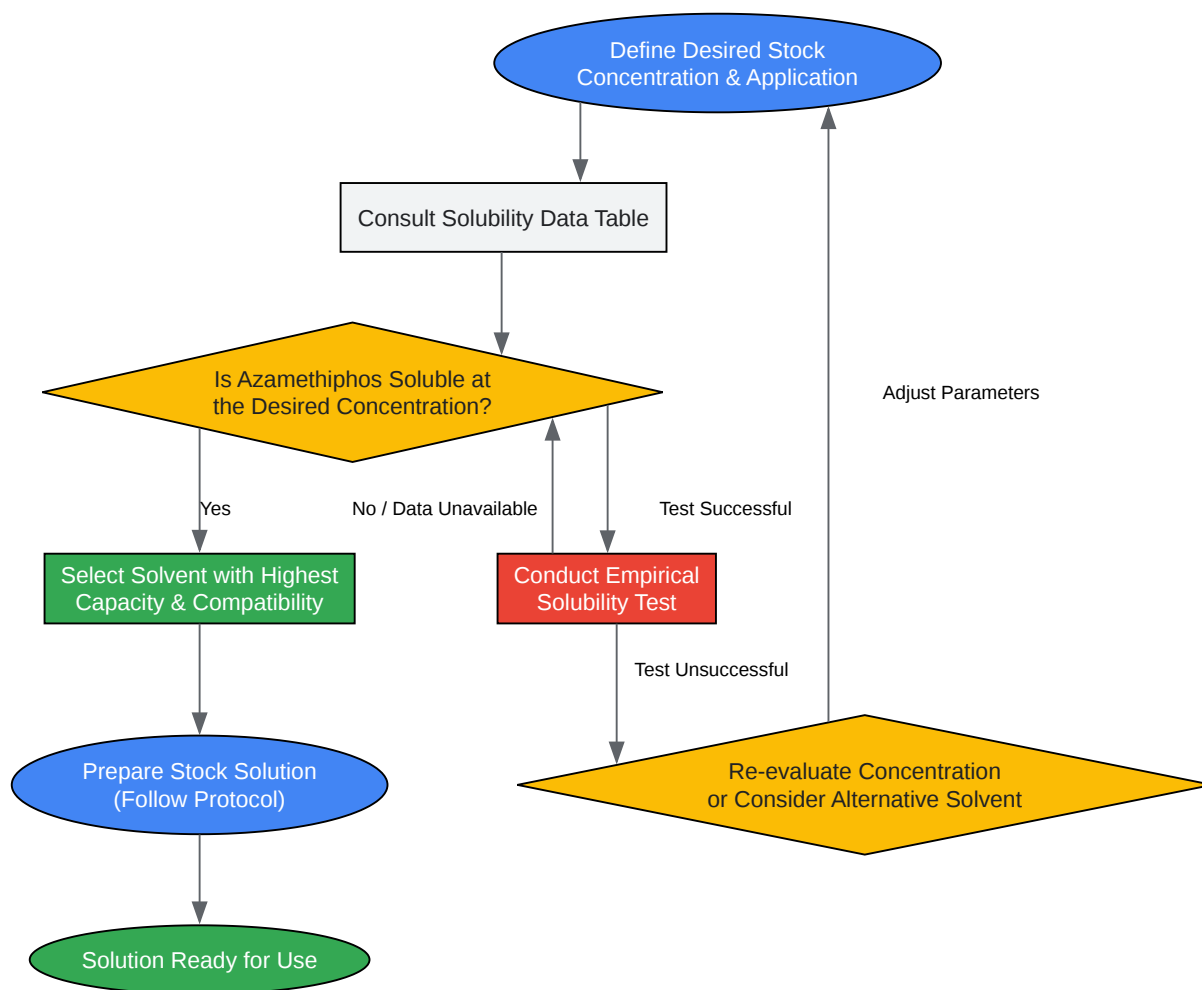 Define Desired Stock
Concentration & Application
Consult Solubility Data Table
Is Azamethiphos Soluble at
the Desired Concentration?
Adjust Parameters
Yes
No / Data Unavailable
Test Successful
Select Solvent with Highest
Capacity & Compatibility
Conduct Empirical
Solubility Test
Test Unsuccessful
Prepare Stock Solution
(Follow Protocol)
Re-evaluate Concentration
or Consider Alternative Solvent
Solution Ready for Use